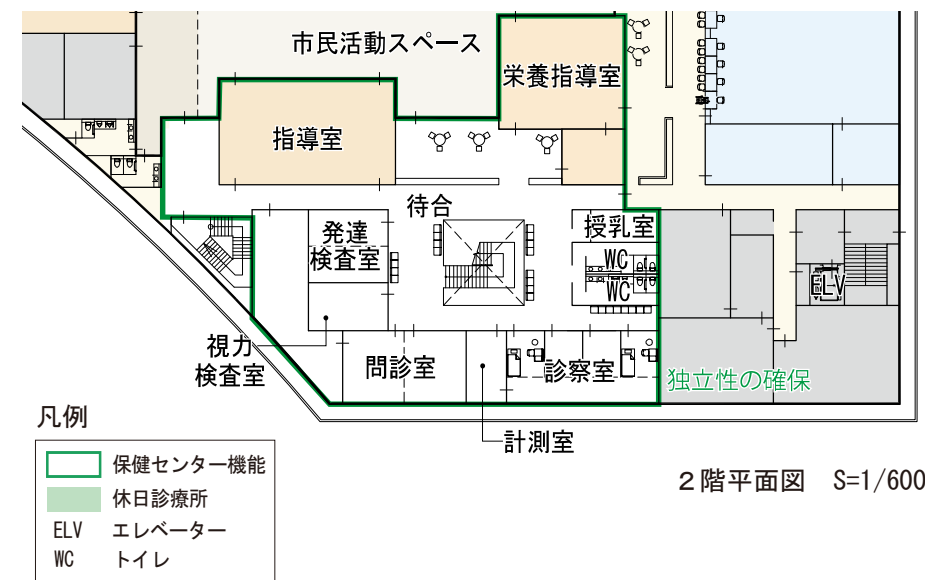 市民活動スペース
栄養指導室
指導室
待合
発達
検査室
授乳室
WC
WC
ELV
視力
検査室
問診室
診察室
独立性の確保
計測室
凡例
保健センター機能
休日診療所
ELV エレベーター
WC トイレ
2階平面図 S=1/600